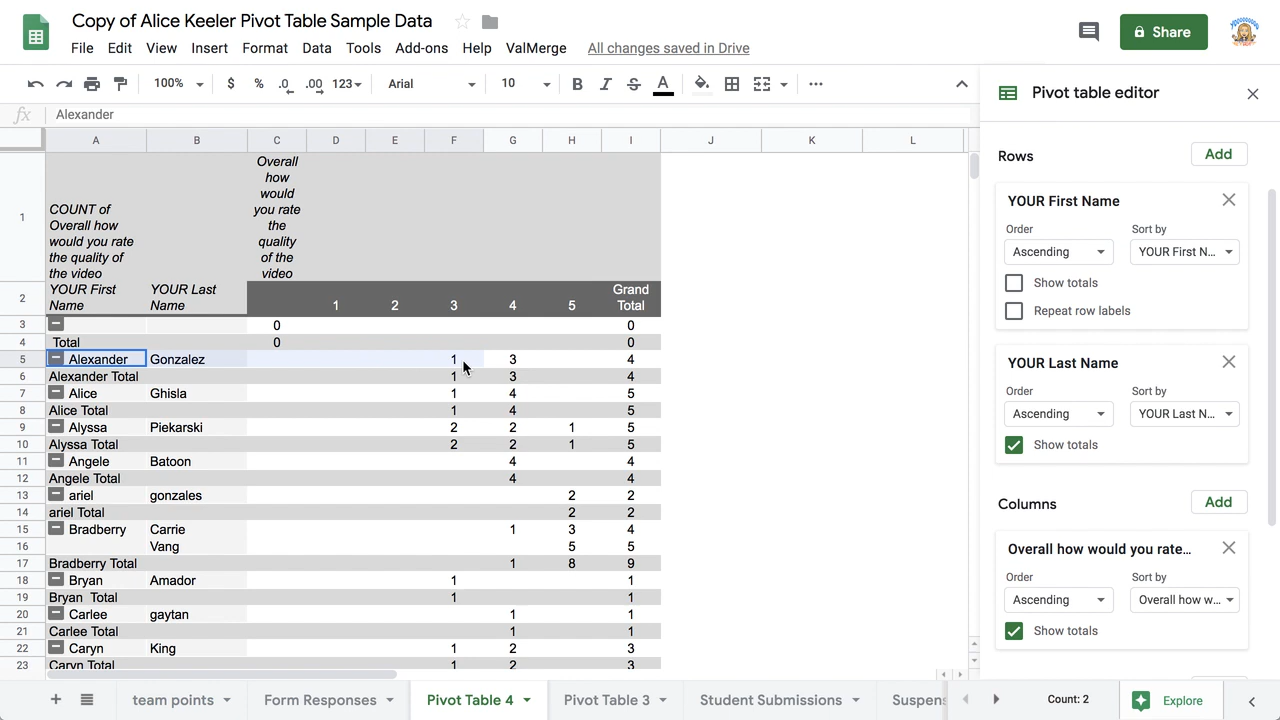 Copy of Alice Keeler Pivot Table Sample Data
File Edit View Insert Format Data Tools Add-ons Help ValMerge All changes saved in Drive
Share
100% $ % .0 .00 123 Arial 10 B I S A
fx Alexander
A B C D E F G H I J K L
1 COUNT of
Overall how
would you rate
the quality of
the video
Overall
how
would
you rate
the
quality
of the
video
2 YOUR First
Name
YOUR Last
Name
1 2 3 4 5 Grand
Total
3 0 0
4 Total 0 0
5 Alexander Gonzalez 1 3 4
6 Alexander Total 1 3 4
7 Alice Ghisla 1 4 5
8 Alice Total 1 4 5
9 Alyssa Piekarski 2 2 1 5
10 Alyssa Total 2 2 1 5
11 Angele Batoon 4 4
12 Angele Total 4 4
13 ariel gonzales 2 2
14 ariel Total 2 2
15 Bradberry Carrie 1 3 4
16 Vang 5 5
17 Bradberry Total 1 8 9
18 Bryan Amador 1 1
19 Bryan Total 1 1
20 Carlee gaytan 1 1
21 Carlee Total 1 1
22 Caryn King 1 2 3
23 Caryn Total 1 2 3
Pivot table editor
Rows Add
YOUR First Name
Order Sort by
Ascending YOUR First N...
Show totals
Repeat row labels
YOUR Last Name
Order Sort by
Ascending YOUR Last N...
Show totals
Columns Add
Overall how would you rate...
Order Sort by
Ascending Overall how w...
Show totals
team points Form Responses Pivot Table 4 Pivot Table 3 Student Submissions Suspens Count: 2 Explore